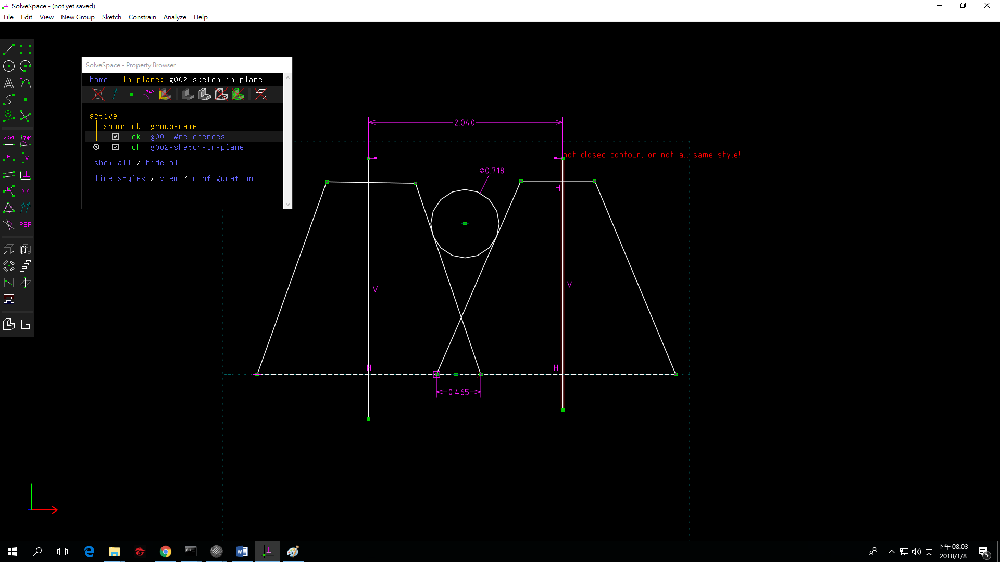 SolveSpace - (not yet saved)
File Edit View New Group Sketch Constrain Analyze Help
SolveSpace - Property Browser
home in plane: g002-sketch-in-plane
74°
active
shown ok group-name
ok g001-#references
ok g002-sketch-in-plane
show all / hide all
line styles / view / configuration
2.54 74°
H V
REF
2.040
not closed contour, or not all same style!
Ø0.718
H
V
V
H
H
0.465
下午 08:03
英
2018/1/8
5